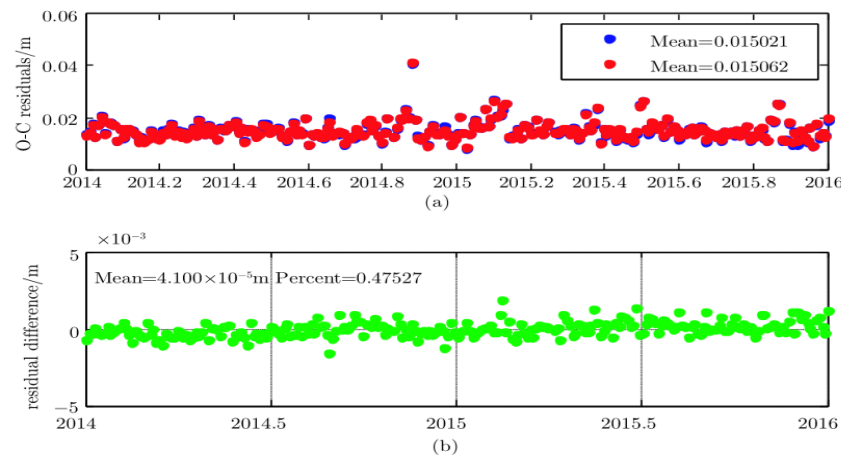 0.06
0.04
0.02
0
O-C residuals/m
Mean=0.015021
Mean=0.015062
2014 2014.2 2014.4 2014.6 2014.8 2015 2015.2 2015.4 2015.6 2015.8 2016
(a)
×10⁻³
5
0
−5
residual difference/m
Mean=4.100×10⁻⁵m Percent=0.47527
2014 2014.5 2015 2015.5 2016
(b)